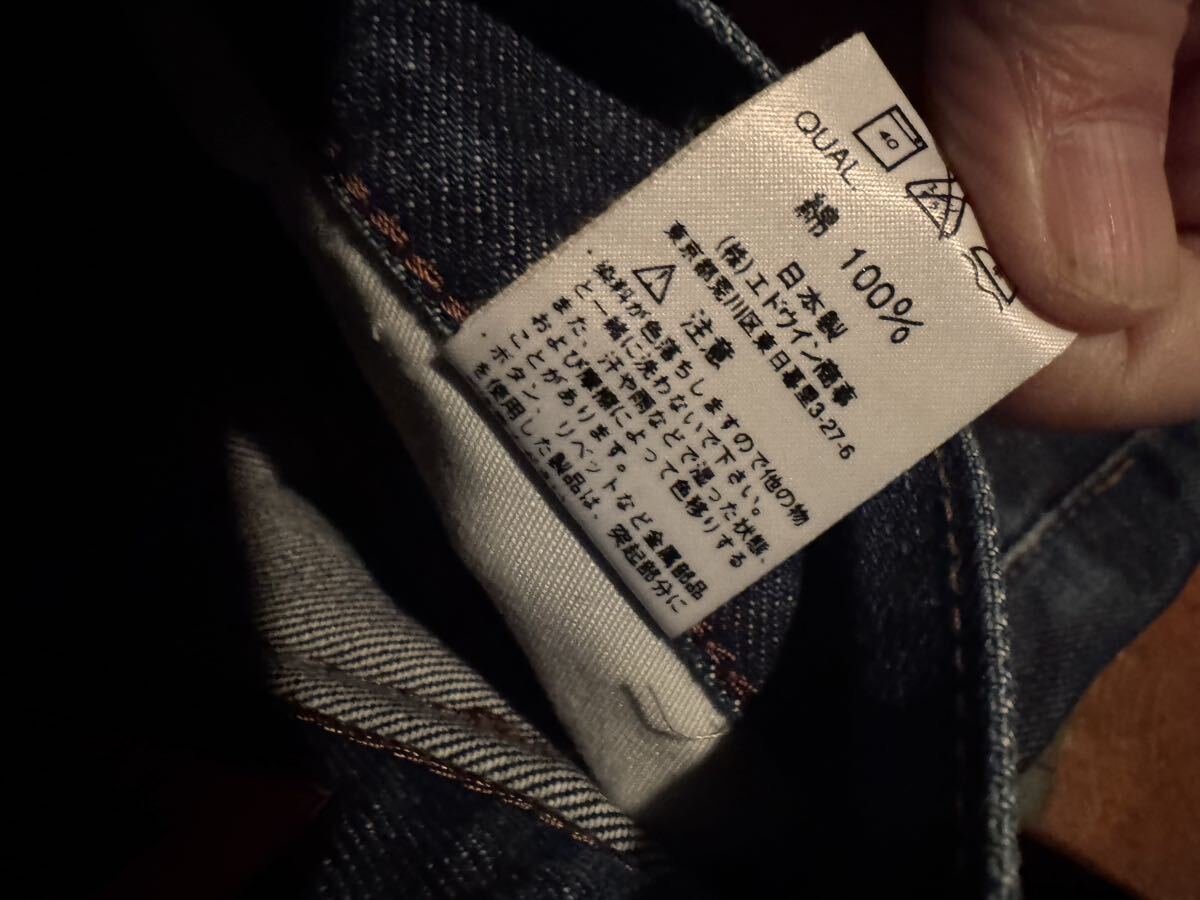 40
QUAL.
綿 100%
日本製
(株)エドウイン商事
東京都荒川区東日暮里3-27-6
注意
・染料が色落ちしますので他の物
と一緒に洗わないで下さい。
また、汗や雨などで湿った状態、
および摩擦によって色移りする
ことがあります。
・ボタン、リベットなど金属部品
を使用した製品は、突起部分に